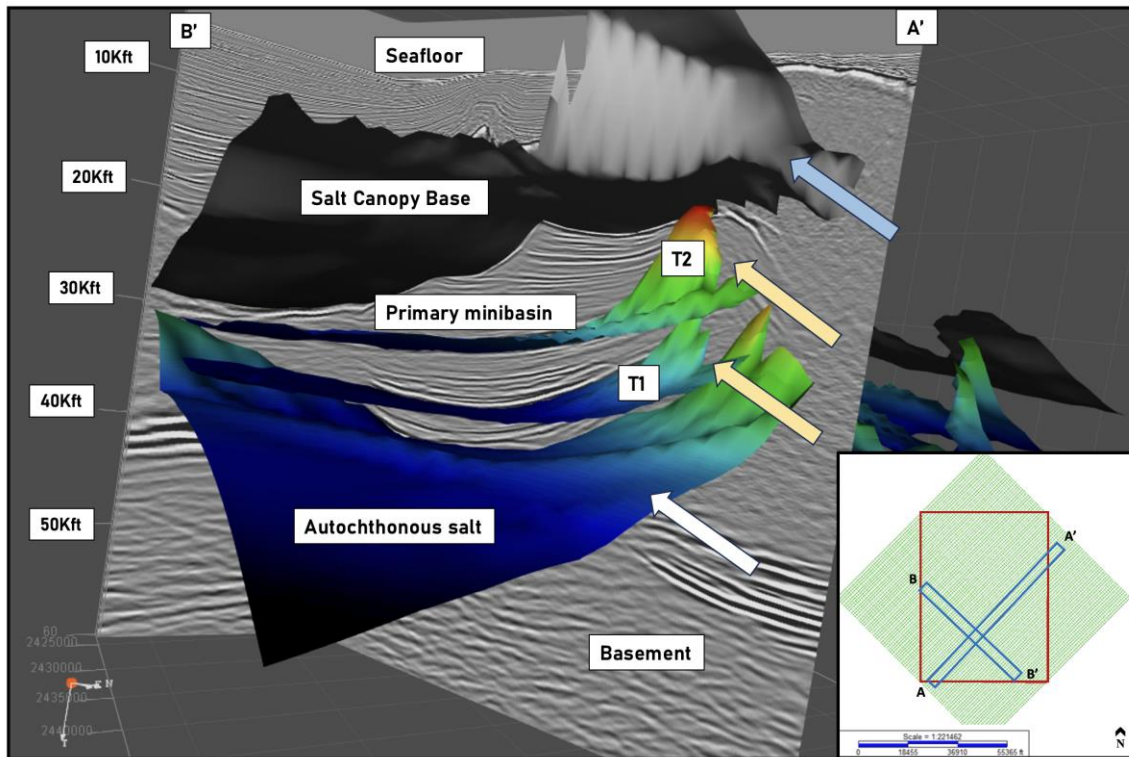 B’
A’
Seafloor
10Kft
20Kft
Salt Canopy Base
T2
30Kft
Primary minibasin
T1
40Kft
50Kft
Autochthonous salt
Basement
60
2425000
2430000
2435000
2440000
N
A’
B
A
B’
Scale = 1:221462
0 18455 36910 55365 ft
N